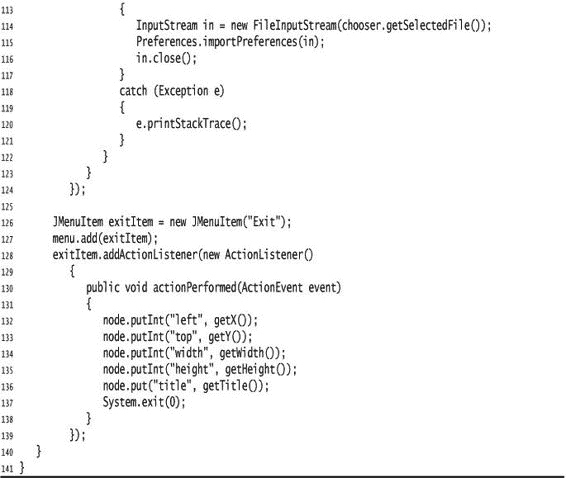 113 {
114 InputStream in = new FileInputStream(chooser.getSelectedFile());
115 Preferences.importPreferences(in);
116 in.close();
117 }
118 catch (Exception e)
119 {
120 e.printStackTrace();
121 }
122 }
123 }
124 });
125
126 JMenuItem exitItem = new JMenuItem("Exit");
127 menu.add(exitItem);
128 exitItem.addActionListener(new ActionListener()
129 {
130 public void actionPerformed(ActionEvent event)
131 {
132 node.putInt("left", getX());
133 node.putInt("top", getY());
134 node.putInt("width", getWidth());
135 node.putInt("height", getHeight());
136 node.put("title", getTitle());
137 System.exit(0);
138 }
139 });
140 }
141 }